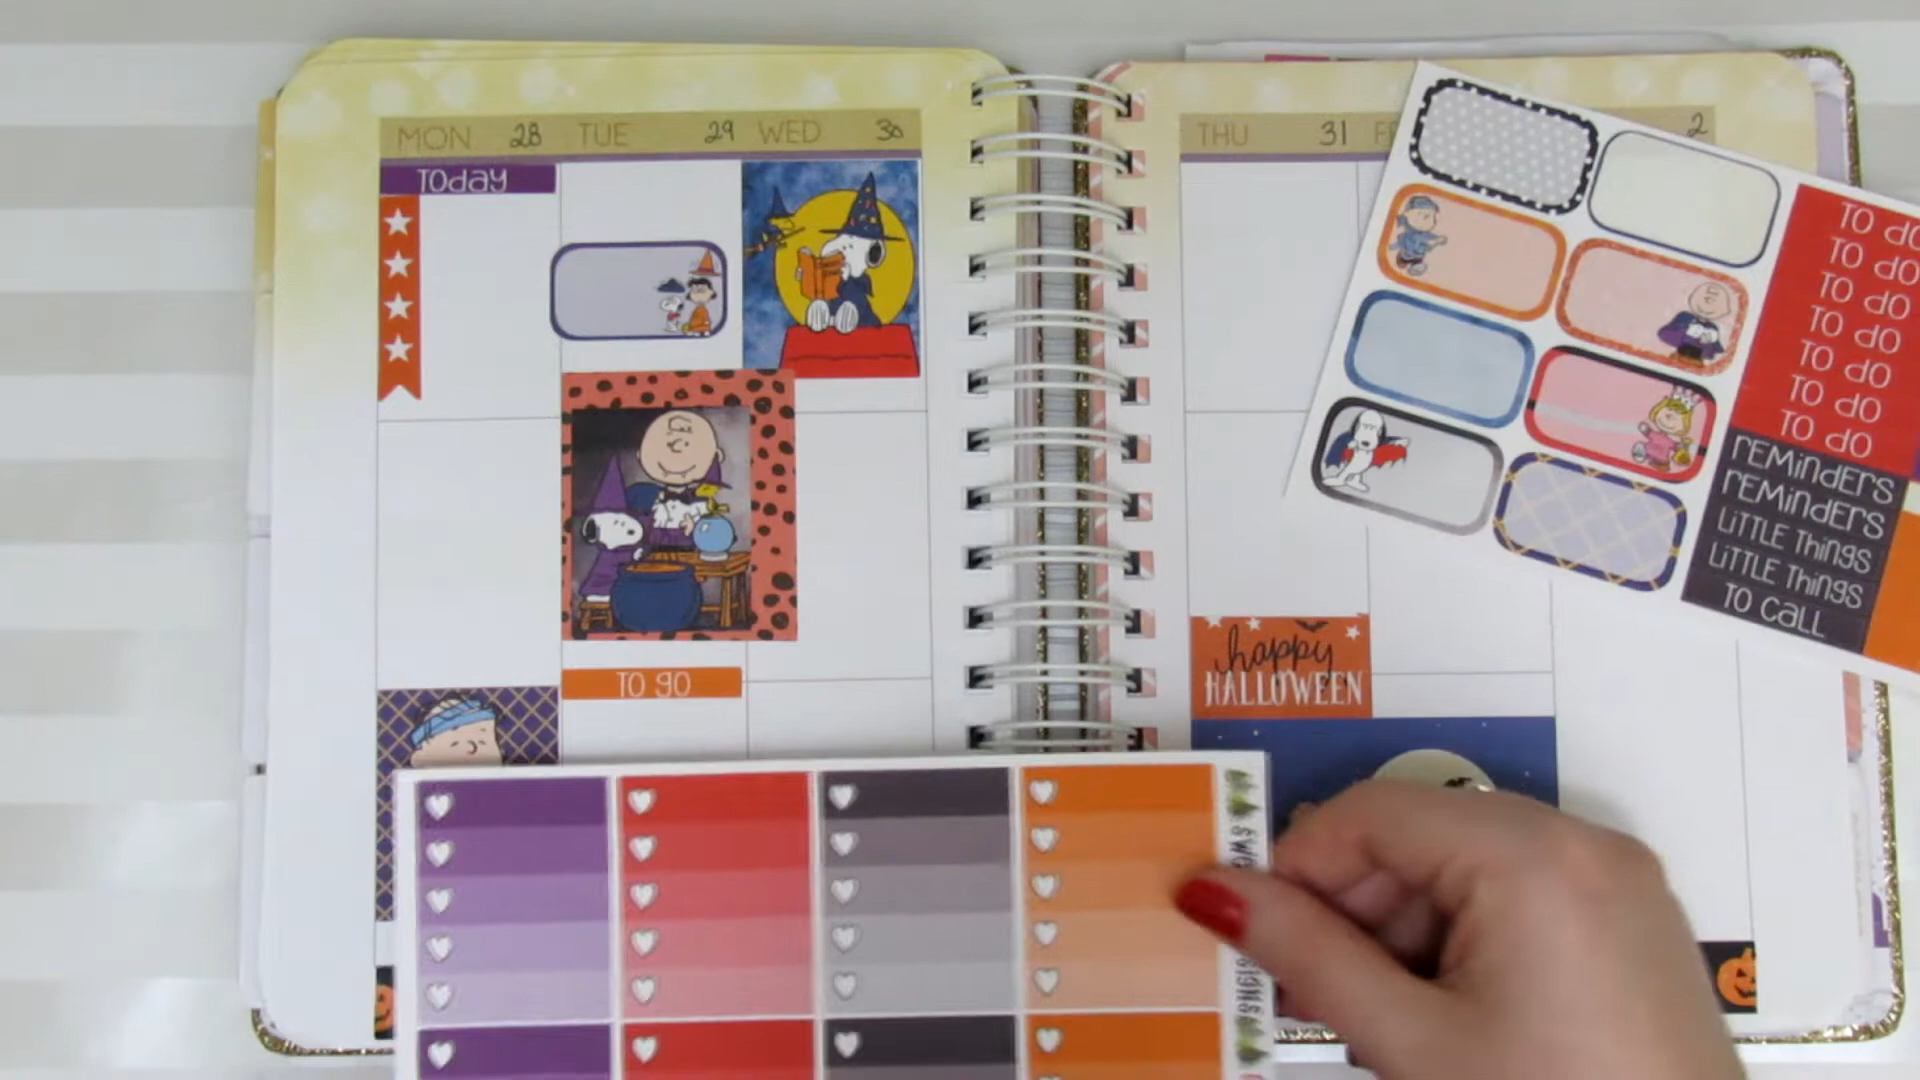 MON 28 TUE 29 WED 30
THU 31
2
TODAY
TO GO
happy
HALLOWEEN
TO DO
TO DO
TO DO
TO DO
TO DO
TO DO
TO DO
REMINDERS
REMINDERS
LITTLE THINGS
LITTLE THINGS
TO CALL